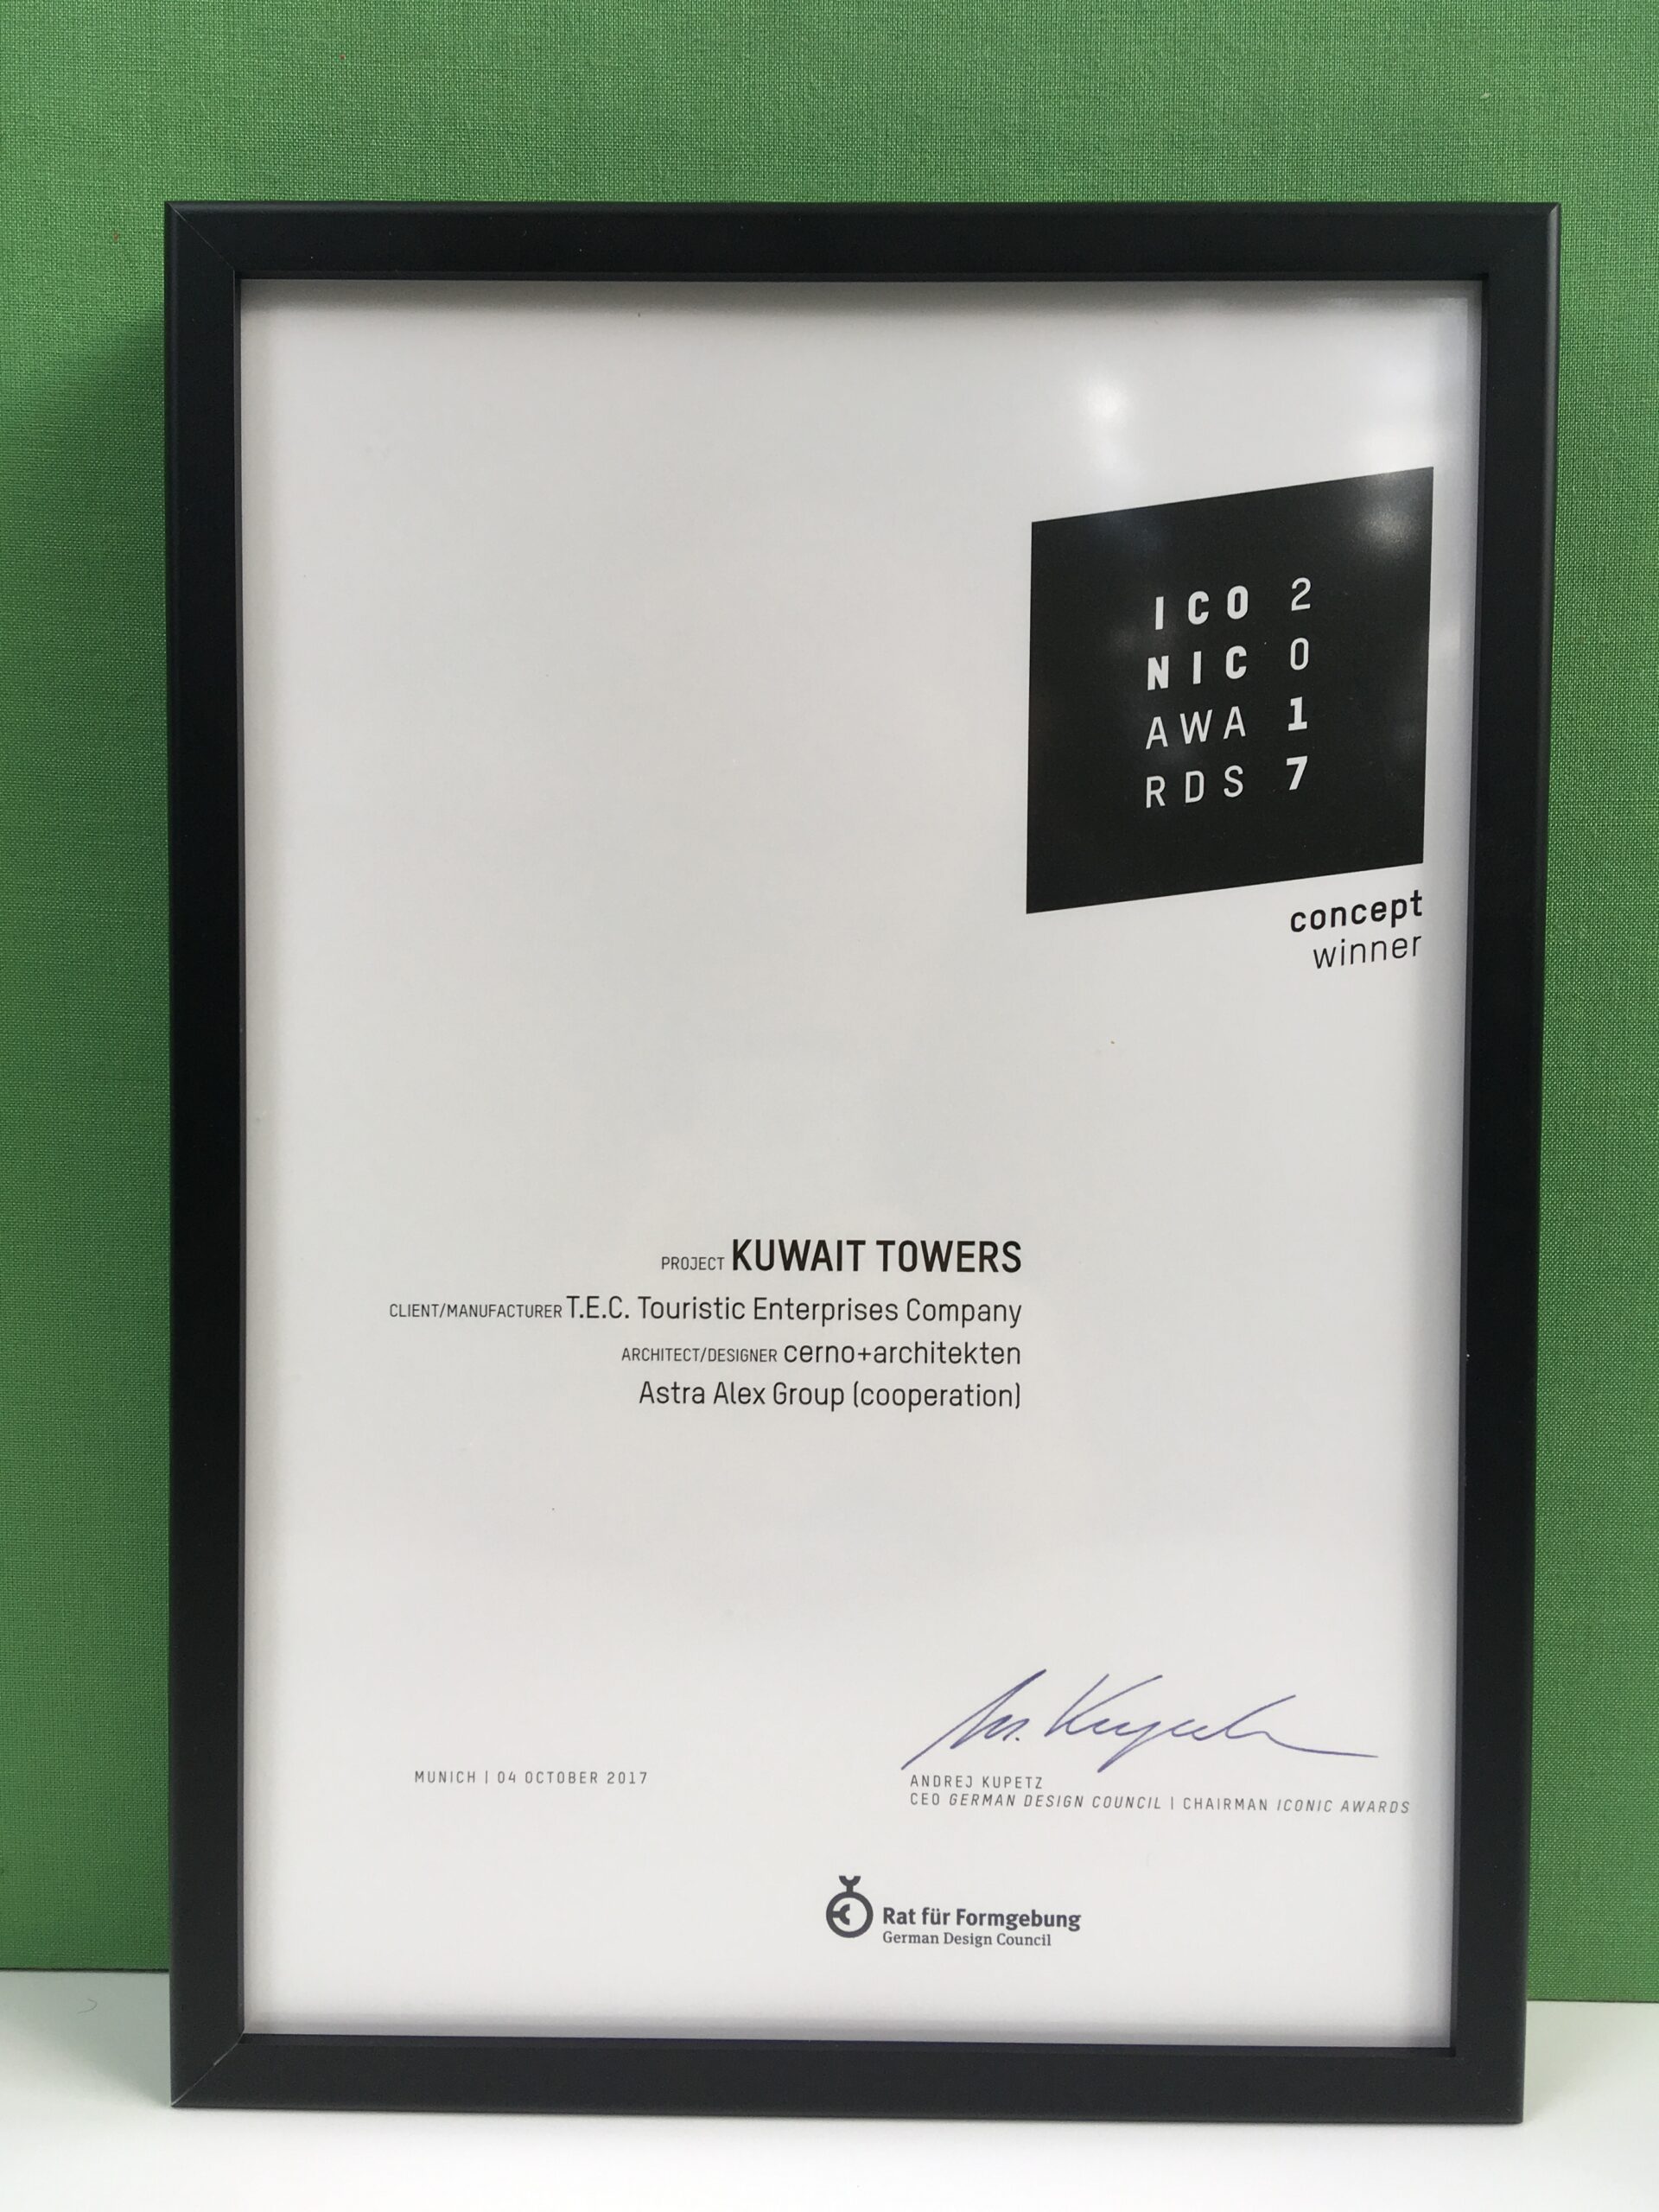 ICO 2
NIC 0
AWA 1
RDS 7
concept
winner
PROJECT KUWAIT TOWERS
CLIENT/MANUFACTURER T.E.C. Touristic Enterprises Company
ARCHITECT/DESIGNER cerno+architekten
Astra Alex Group (cooperation)
MUNICH | 04 OCTOBER 2017
ANDREJ KUPETZ
CEO GERMAN DESIGN COUNCIL | CHAIRMAN ICONIC AWARDS
Rat für Formgebung
German Design Council